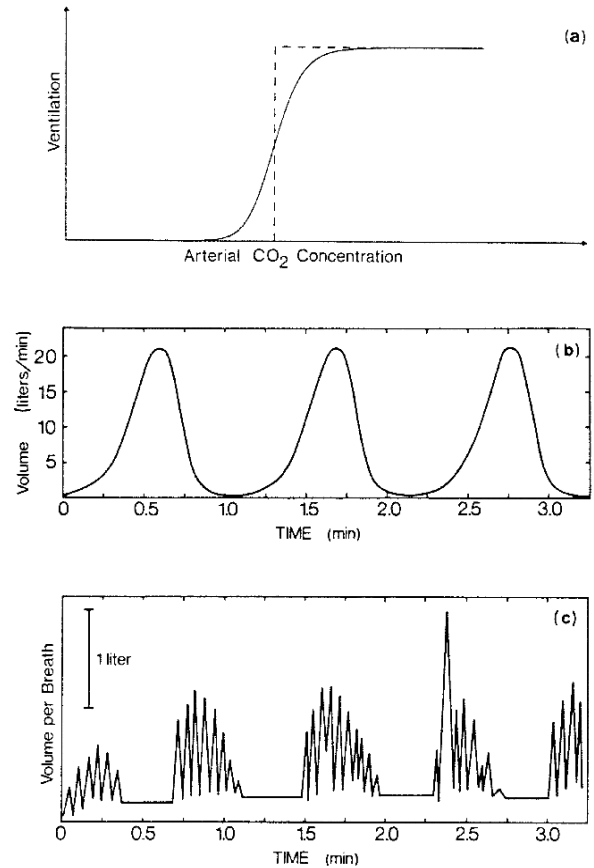 (a)
Ventilation
Arterial CO2 Concentration
(b)
Volume (liters/min)
20
15
10
5
0 0.5 1.0 1.5 2.0 2.5 3.0
TIME (min)
(c)
1 liter
Volume per Breath
0 0.5 1.0 1.5 2.0 2.5 3.0
TIME (min)